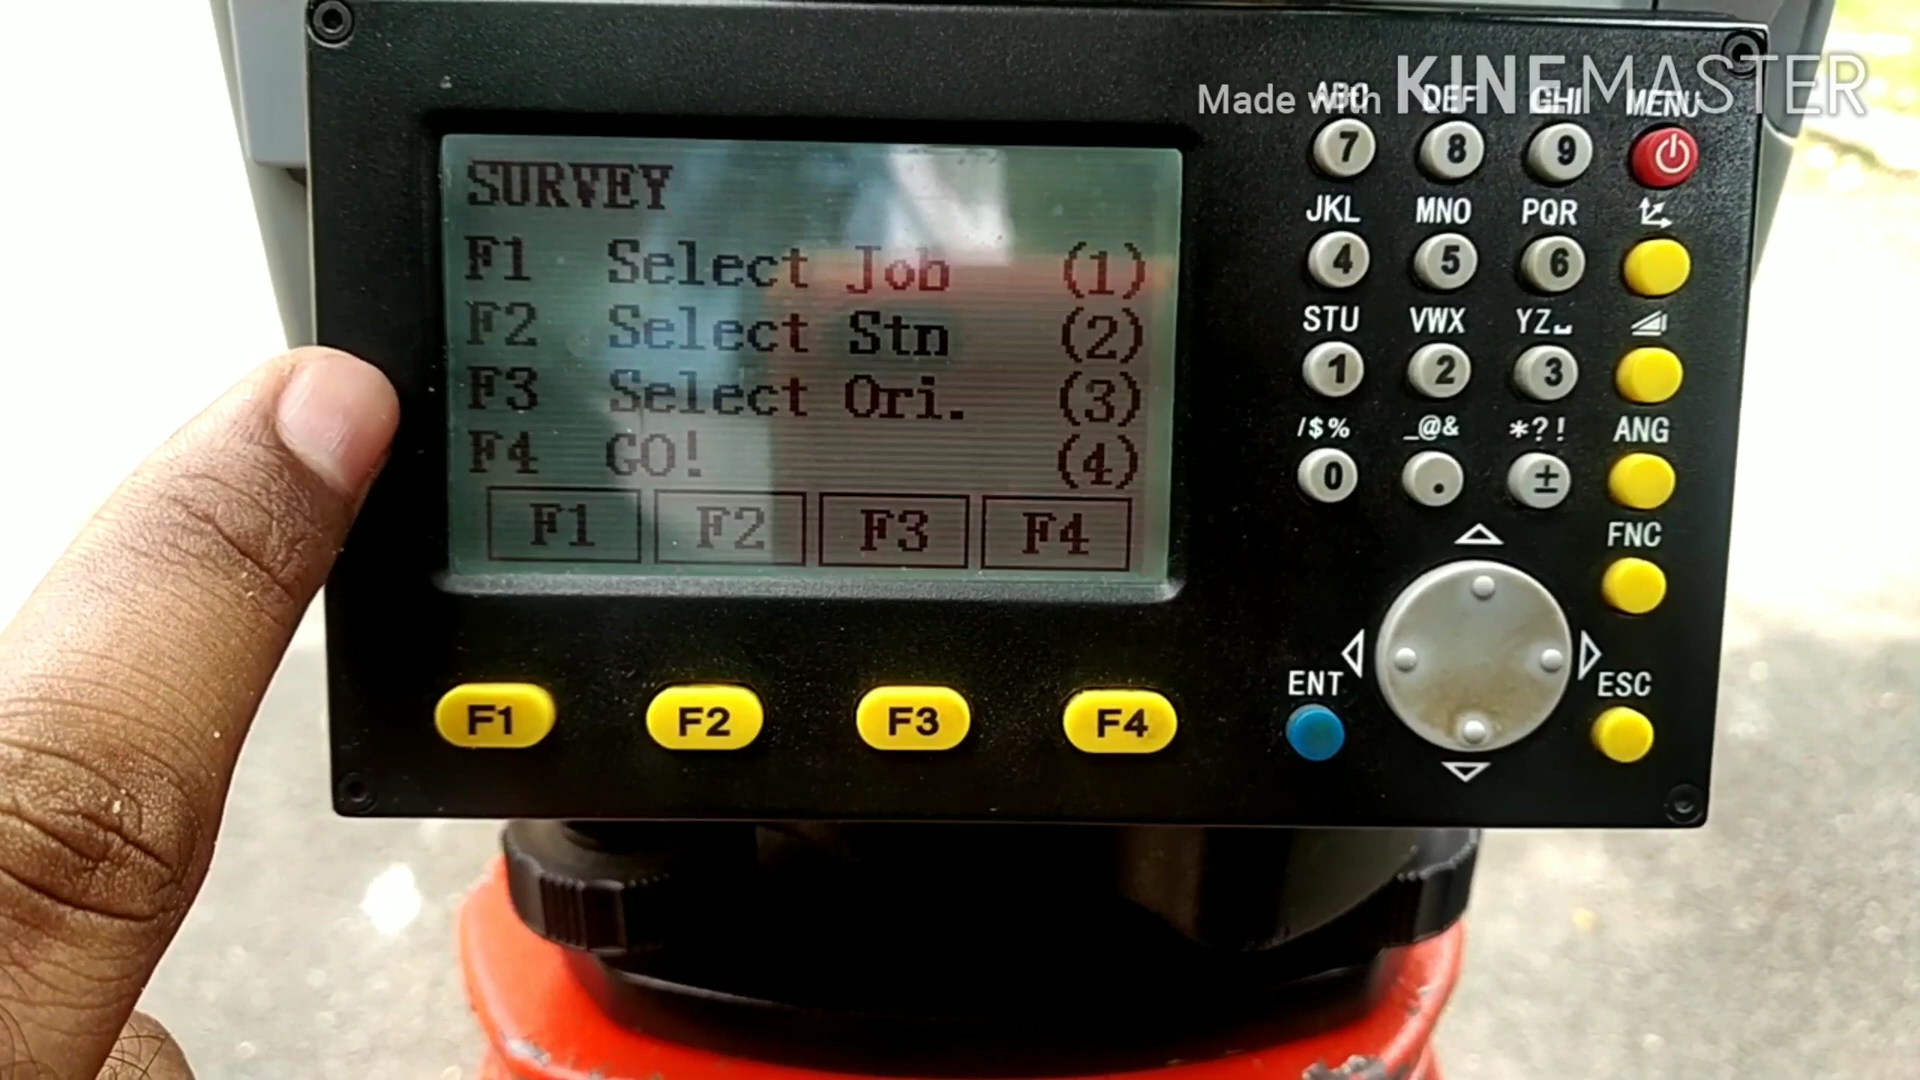 Made with KINEMASTER
SURVEY
F1 Select Job (1)
F2 Select Stn (2)
F3 Select Ori. (3)
F4 GO! (4)
F1 F2 F3 F4
F1 F2 F3 F4
ABC DEF GHI MENU
7 8 9
JKL MNO PQR
4 5 6
STU VWX YZ␣
1 2 3
/$% _@& *?! ANG
0 . ±
FNC
ENT ESC